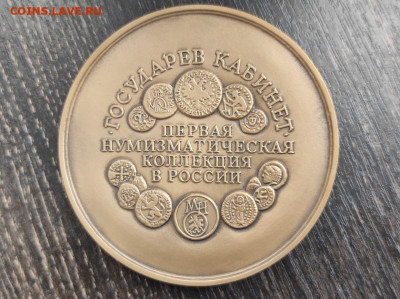 COINS.LAVE.RU
·ГОСУДАРЕВ КАБИНЕТ·
ПЕРВАЯ
НУМИЗМАТИЧЕСКАЯ
КОЛЛЕКЦИЯ
В РОССИИ